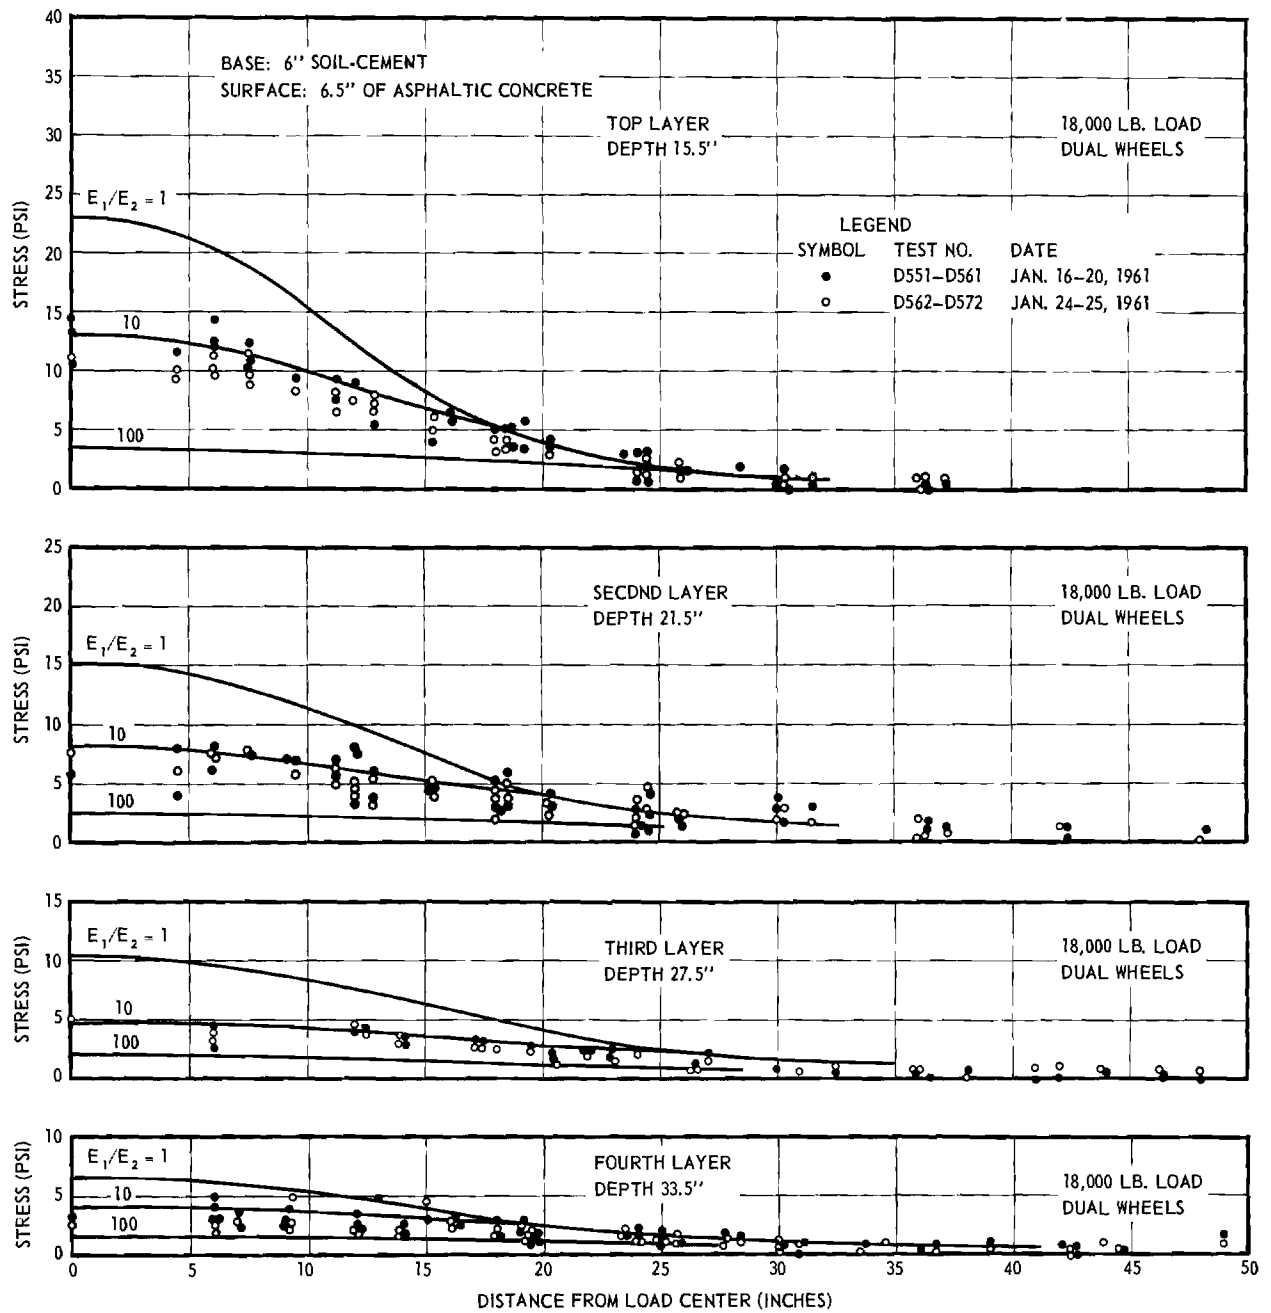 40
35
30
25
20
15
10
5
0
STRESS (PSI)
BASE: 6" SOIL-CEMENT
SURFACE: 6.5" OF ASPHALTIC CONCRETE
TOP LAYER
DEPTH 15.5"
18,000 LB. LOAD
DUAL WHEELS
E₁/E₂ = 1
10
100
LEGEND
SYMBOL TEST NO. DATE
● D551–D561 JAN. 16–20, 1961
○ D562–D572 JAN. 24–25, 1961
25
20
15
10
5
0
STRESS (PSI)
SECOND LAYER
DEPTH 21.5"
18,000 LB. LOAD
DUAL WHEELS
E₁/E₂ = 1
10
100
15
10
5
0
STRESS (PSI)
THIRD LAYER
DEPTH 27.5"
18,000 LB. LOAD
DUAL WHEELS
E₁/E₂ = 1
10
100
10
5
0
STRESS (PSI)
FOURTH LAYER
DEPTH 33.5"
18,000 LB. LOAD
DUAL WHEELS
E₁/E₂ = 1
10
100
0 5 10 15 20 25 30 35 40 45 50
DISTANCE FROM LOAD CENTER (INCHES)